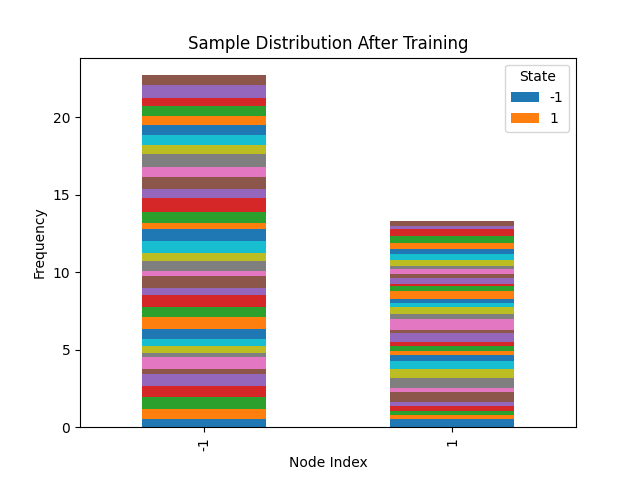 Sample Distribution After Training
State
-1
1
Frequency
20
15
10
5
0
-1
1
Node Index